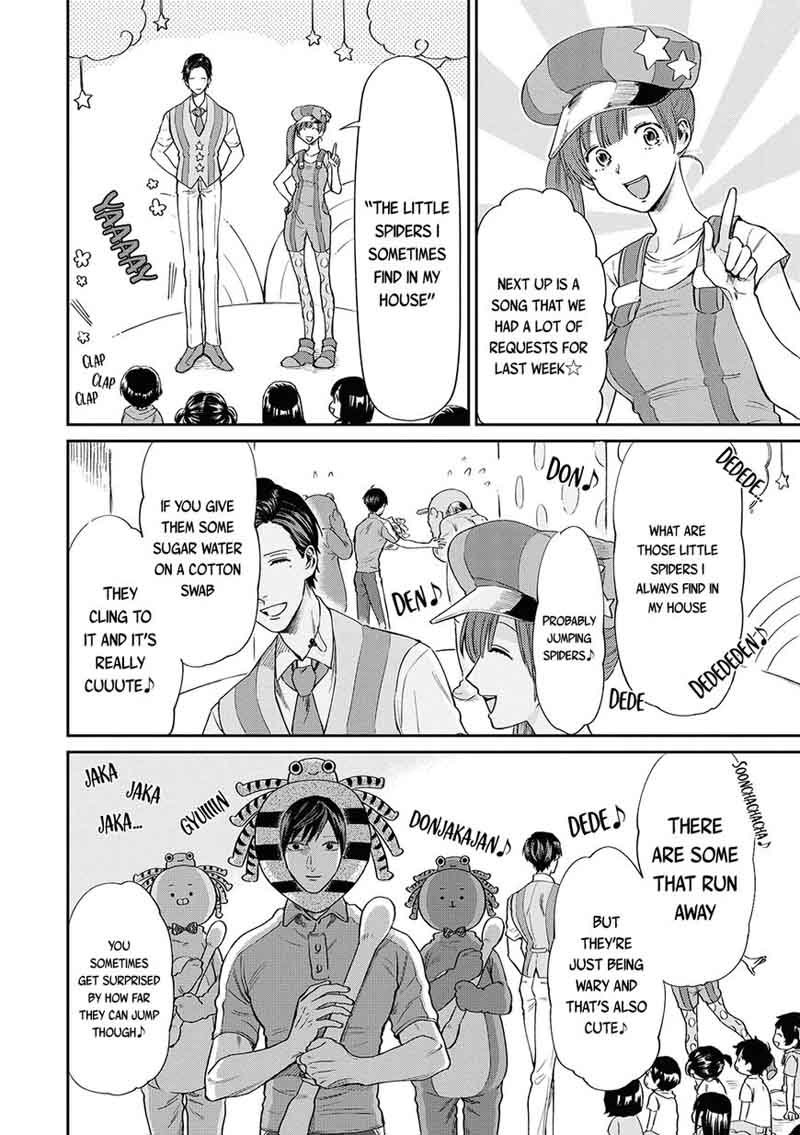 NEXT UP IS A
SONG THAT WE
HAD A LOT OF
REQUESTS FOR
LAST WEEK☆
"THE LITTLE
SPIDERS I
SOMETIMES
FIND IN MY
HOUSE"
YAAAAAY
CLAP
CLAP
CLAP
DEDEDE..
WHAT ARE
THOSE LITTLE
SPIDERS I
ALWAYS FIND IN
MY HOUSE
DEDEDEDEN♪
DON♪
PROBABLY
JUMPING
SPIDERS♪
DEDE
DEN♪
IF YOU GIVE
THEM SOME
SUGAR WATER
ON A COTTON
SWAB
THEY
CLING TO
IT AND IT'S
REALLY
CUUUTE♪
SOONCHACHACHA♪
THERE
ARE SOME
THAT RUN
AWAY
BUT
THEY'RE
JUST BEING
WARY AND
THAT'S ALSO
CUTE♪
DEDE♪
DONJAKAJAN♪
GYURIIIN
JAKA
JAKA
JAKA...
YOU
SOMETIMES
GET SURPRISED
BY HOW FAR
THEY CAN JUMP
THOUGH♪